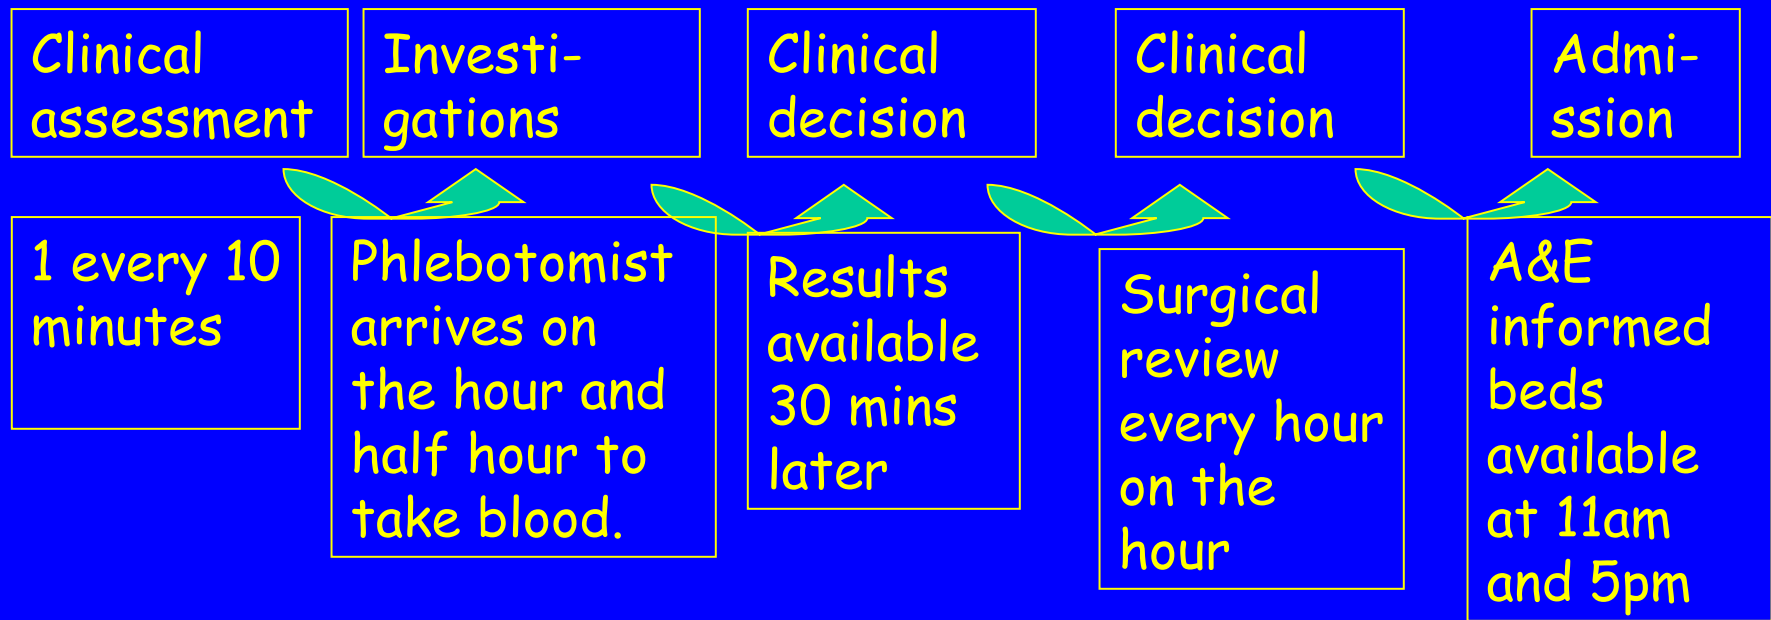 Clinical
assessment
Investi-
gations
Clinical
decision
Clinical
decision
Admi-
ssion
1 every 10
minutes
Phlebotomist
arrives on
the hour and
half hour to
take blood.
Results
available
30 mins
later
Surgical
review
every hour
on the
hour
A&E
informed
beds
available
at 11am
and 5pm